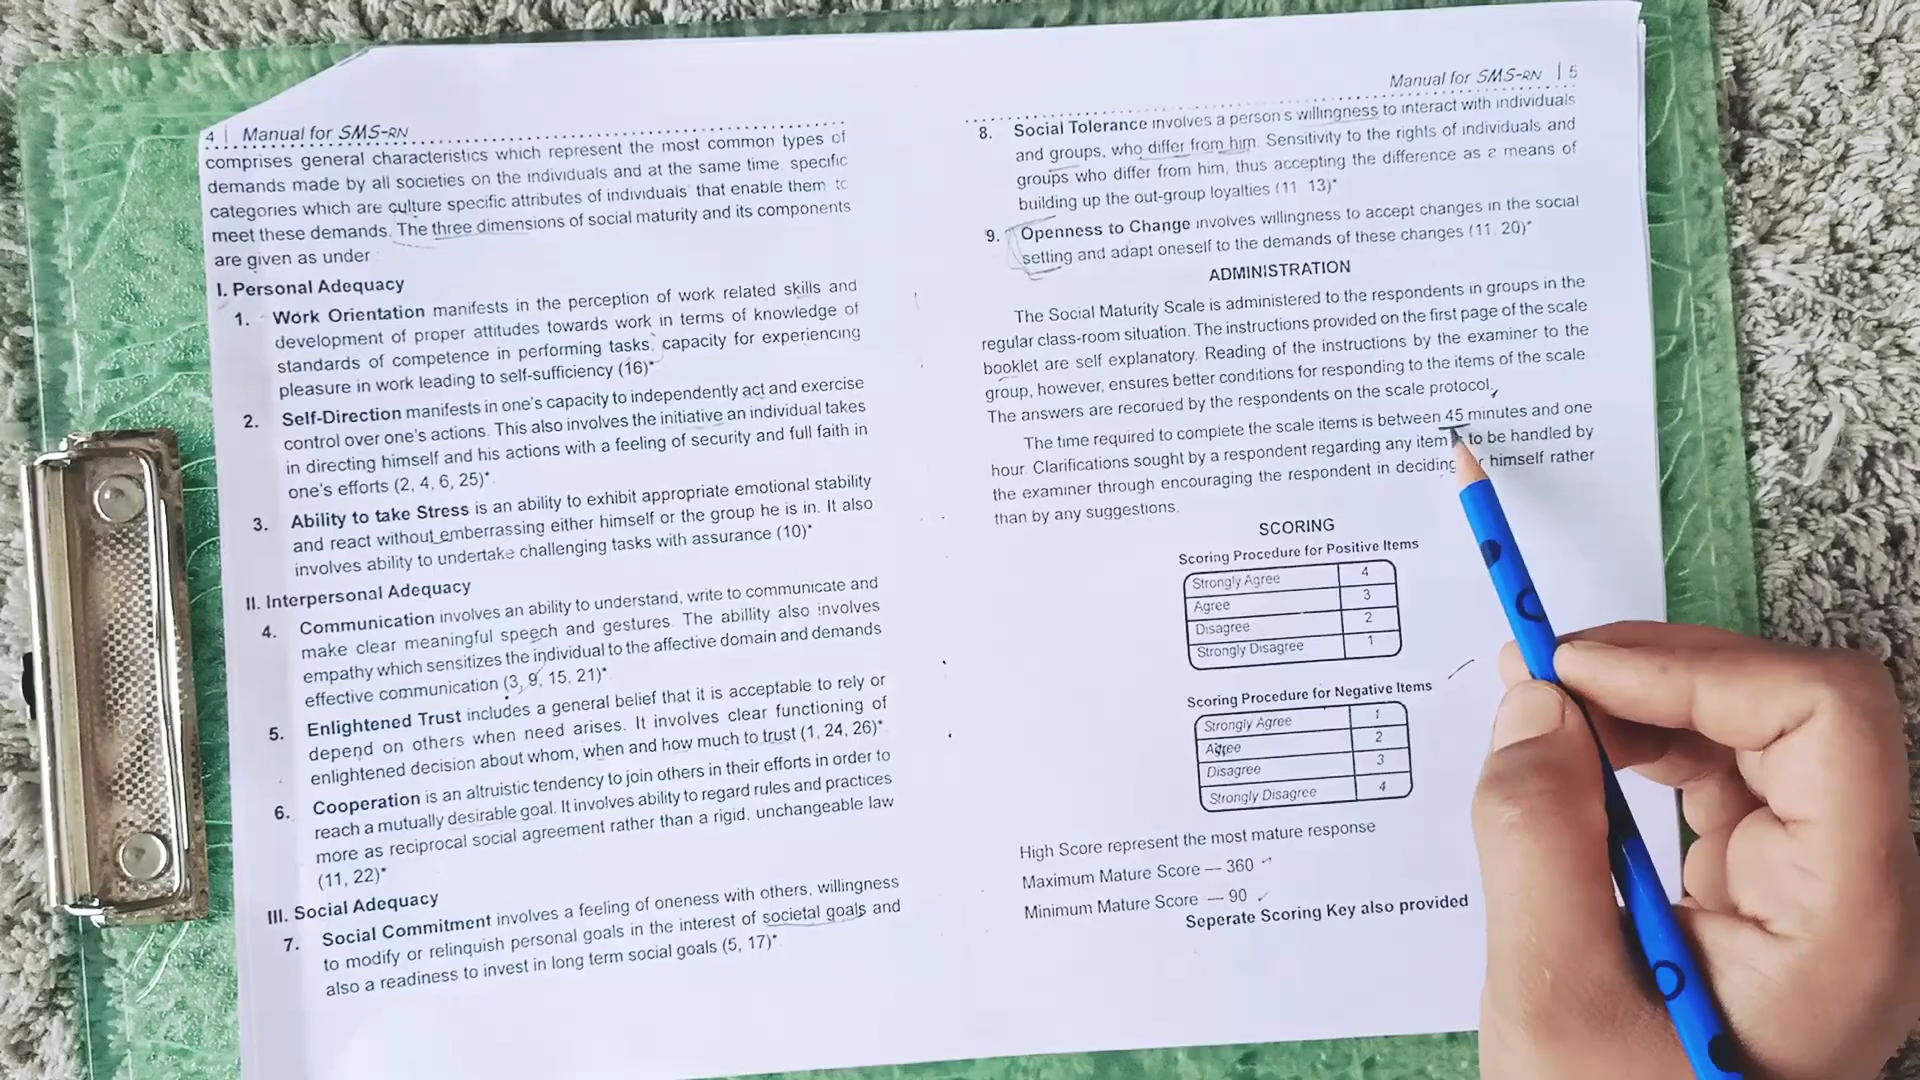 4 | Manual for SMS-RN
comprises general characteristics which represent the most common types of
demands made by all societies on the individuals and at the same time, specific
categories which are culture specific attributes of individuals that enable them to
meet these demands. The three dimensions of social maturity and its components
are given as under :
I. Personal Adequacy
1. Work Orientation manifests in the perception of work related skills and
development of proper attitudes towards work in terms of knowledge of
standards of competence in performing tasks, capacity for experiencing
pleasure in work leading to self-sufficiency (16)*
2. Self-Direction manifests in one's capacity to independently act and exercise
control over one's actions. This also involves the initiative an individual takes
in directing himself and his actions with a feeling of security and full faith in
one's efforts (2, 4, 6, 25)*
3. Ability to take Stress is an ability to exhibit appropriate emotional stability
and react without emberrassing either himself or the group he is in. It also
involves ability to undertake challenging tasks with assurance (10)*
II. Interpersonal Adequacy
4. Communication involves an ability to understand, write to communicate and
make clear meaningful speech and gestures. The abillity also involves
empathy which sensitizes the individual to the affective domain and demands
effective communication (3, 9, 15, 21)*
5. Enlightened Trust includes a general belief that it is acceptable to rely or
depend on others when need arises. It involves clear functioning of
enlightened decision about whom, when and how much to trust (1, 24, 26)*
6. Cooperation is an altruistic tendency to join others in their efforts in order to
reach a mutually desirable goal. It involves ability to regard rules and practices
more as reciprocal social agreement rather than a rigid, unchangeable law
(11, 22)*
III. Social Adequacy
7. Social Commitment involves a feeling of oneness with others, willingness
to modify or relinquish personal goals in the interest of societal goals and
also a readiness to invest in long term social goals (5, 17)*
Manual for SMS-RN | 5
8. Social Tolerance involves a person's willingness to interact with individuals
and groups, who differ from him. Sensitivity to the rights of individuals and
groups who differ from him, thus accepting the difference as a means of
building up the out-group loyalties (11, 13)*
9. Openness to Change involves willingness to accept changes in the social
setting and adapt oneself to the demands of these changes (11, 20)*
ADMINISTRATION
The Social Maturity Scale is administered to the respondents in groups in the
regular class-room situation. The instructions provided on the first page of the scale
booklet are self explanatory. Reading of the instructions by the examiner to the
group, however, ensures better conditions for responding to the items of the scale
The answers are recorded by the respondents on the scale protocol.
The time required to complete the scale items is between 45 minutes and one
hour. Clarifications sought by a respondent regarding any item to be handled by
the examiner through encouraging the respondent in deciding himself rather
than by any suggestions.
SCORING
Scoring Procedure for Positive Items
Strongly Agree 4
Agree 3
Disagree 2
Strongly Disagree 1
Scoring Procedure for Negative Items
Strongly Agree 1
Agree 2
Disagree 3
Strongly Disagree 4
High Score represent the most mature response
Maximum Mature Score — 360
Minimum Mature Score — 90
Seperate Scoring Key also provided